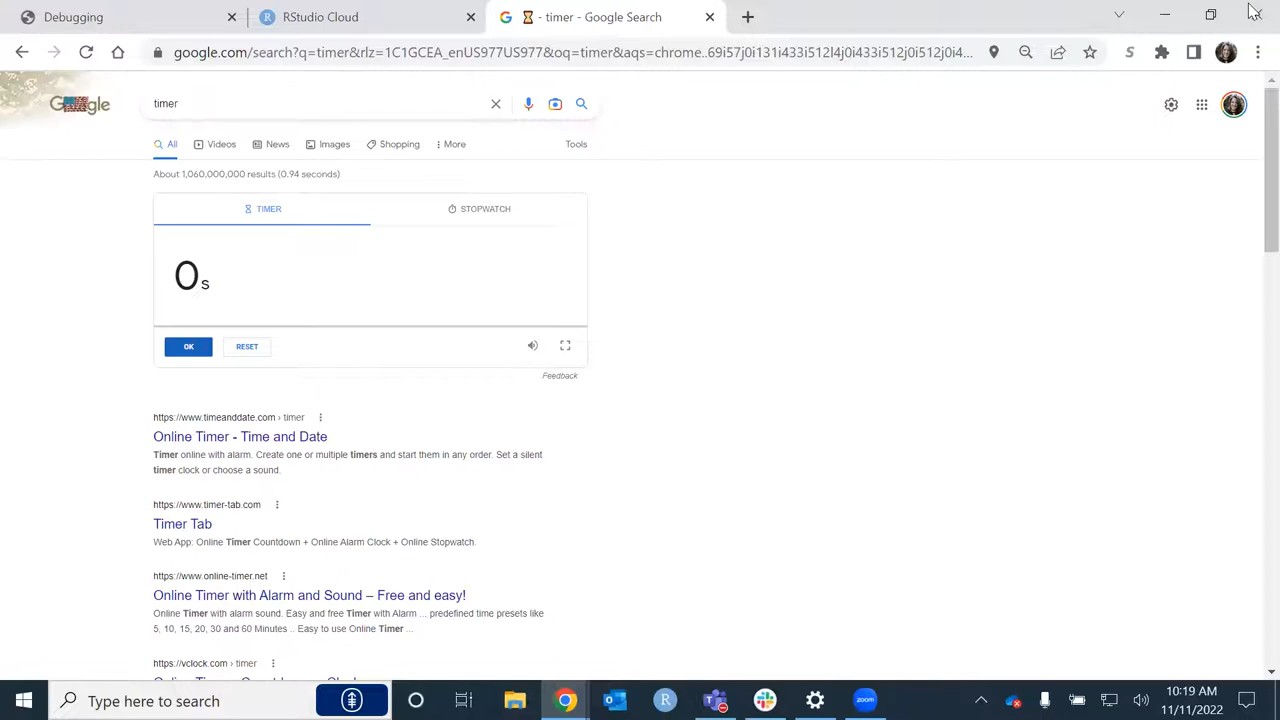 Debugging
RStudio Cloud
- timer - Google Search
google.com/search?q=timer&rlz=1C1GCEA_enUS977US977&oq=timer&aqs=chrome..69i57j0i131i433i512l4j0i433i512j0i512j0i4...
Google
timer
All
Videos
News
Images
Shopping
More
Tools
About 1,060,000,000 results (0.94 seconds)
TIMER
STOPWATCH
0s
OK
RESET
Feedback
https://www.timeanddate.com › timer
Online Timer - Time and Date
Timer online with alarm. Create one or multiple timers and start them in any order. Set a silent
timer clock or choose a sound.
https://www.timer-tab.com
Timer Tab
Web App: Online Timer Countdown + Online Alarm Clock + Online Stopwatch.
https://www.online-timer.net
Online Timer with Alarm and Sound – Free and easy!
Online Timer with alarm sound. Easy and free Timer with Alarm ... predefined time presets like
5, 10, 15, 20, 30 and 60 Minutes .. Easy to use Online Timer ...
https://vclock.com › timer
Type here to search
zoom
10:19 AM
11/11/2022